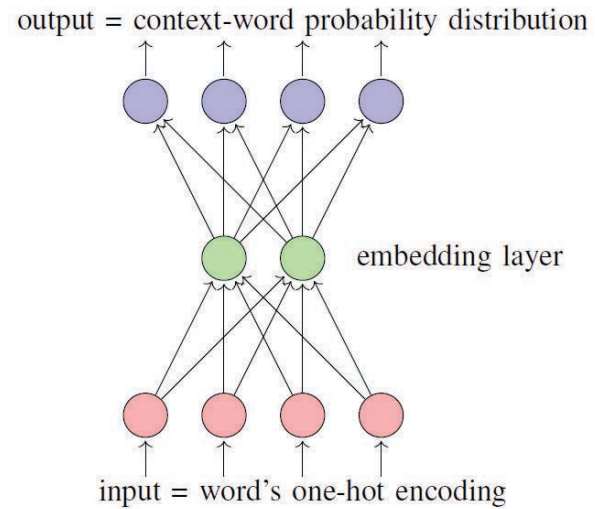 output = context-word probability distribution
embedding layer
input = word's one-hot encoding